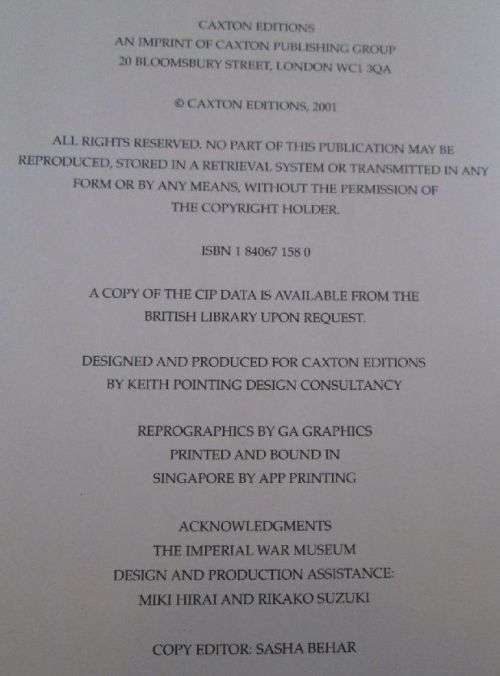 CAXTON EDITIONS
AN IMPRINT OF CAXTON PUBLISHING GROUP
20 BLOOMSBURY STREET, LONDON WC1 3QA
© CAXTON EDITIONS, 2001
ALL RIGHTS RESERVED. NO PART OF THIS PUBLICATION MAY BE
REPRODUCED, STORED IN A RETRIEVAL SYSTEM OR TRANSMITTED IN ANY
FORM OR BY ANY MEANS, WITHOUT THE PERMISSION OF
THE COPYRIGHT HOLDER.
ISBN 1 84067 158 0
A COPY OF THE CIP DATA IS AVAILABLE FROM THE
BRITISH LIBRARY UPON REQUEST.
DESIGNED AND PRODUCED FOR CAXTON EDITIONS
BY KEITH POINTING DESIGN CONSULTANCY
REPROGRAPHICS BY GA GRAPHICS
PRINTED AND BOUND IN
SINGAPORE BY APP PRINTING
ACKNOWLEDGMENTS
THE IMPERIAL WAR MUSEUM
DESIGN AND PRODUCTION ASSISTANCE:
MIKI HIRAI AND RIKAKO SUZUKI
COPY EDITOR: SASHA BEHAR